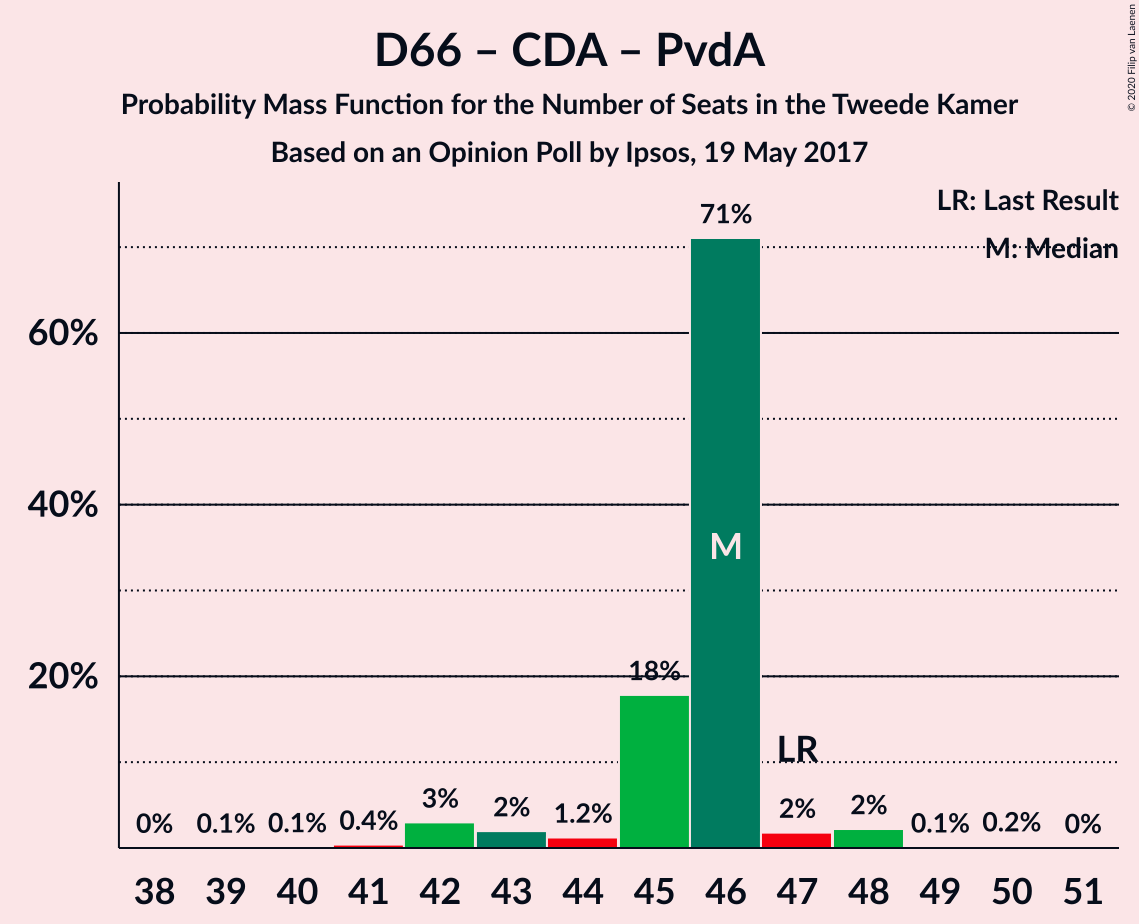 D66 – CDA – PvdA
Probability Mass Function for the Number of Seats in the Tweede Kamer
Based on an Opinion Poll by Ipsos, 19 May 2017
© 2020 Filip van Laenen
LR: Last Result
M: Median
60%
40%
20%
0% 0.1% 0.1% 0.4% 3% 2% 1.2% 18% 71% 2% 2% 0.1% 0.2% 0%
M
LR
38 39 40 41 42 43 44 45 46 47 48 49 50 51